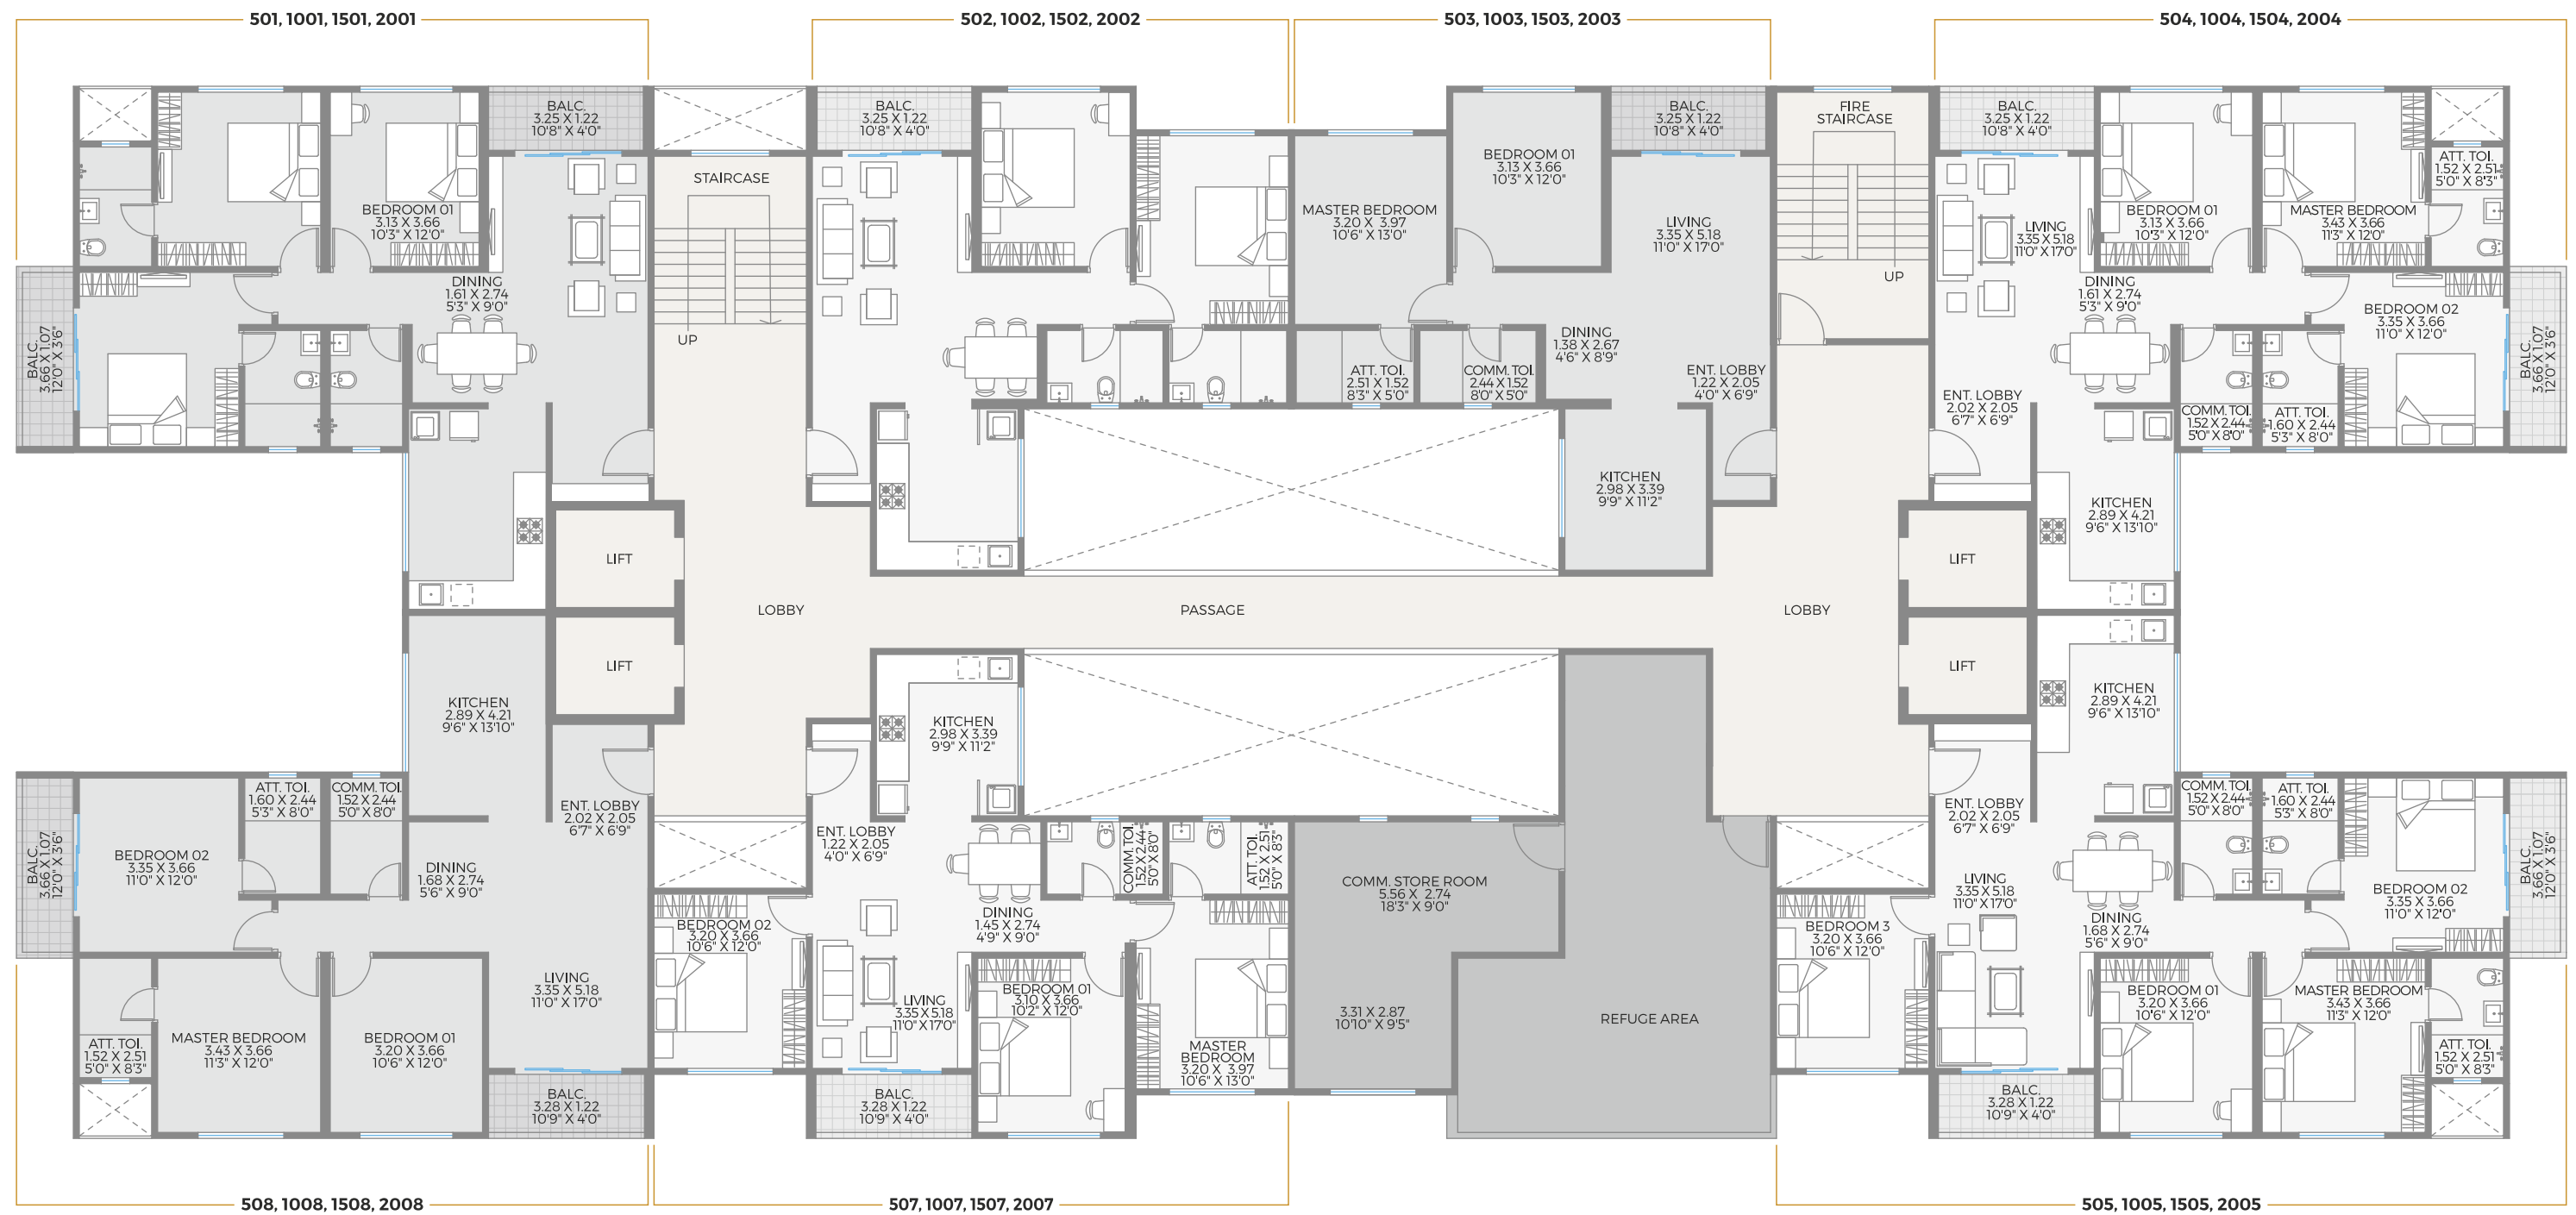 501, 1001, 1501, 2001
502, 1002, 1502, 2002
503, 1003, 1503, 2003
504, 1004, 1504, 2004
BALC.
3.25 X 1.22
10'8" X 4'0"
BEDROOM 01
3.13 X 3.66
10'3" X 12'0"
DINING
1.61 X 2.74
5'3" X 9'0"
BALC.
3.66 X 1.07
12'0" X 3'6"
STAIRCASE
UP
LIFT
LIFT
BALC.
3.25 X 1.22
10'8" X 4'0"
MASTER BEDROOM
3.20 X 3.97
10'6" X 13'0"
BEDROOM 01
3.13 X 3.66
10'3" X 12'0"
BALC.
3.25 X 1.22
10'8" X 4'0"
LIVING
3.35 X 5.18
11'0" X 17'0"
DINING
1.38 X 2.67
4'6" X 8'9"
ATT. TOI.
2.51 X 1.52
8'3" X 5'0"
COMM. TOI.
2.44 X 1.52
8'0" X 5'0"
ENT. LOBBY
1.22 X 2.05
4'0" X 6'9"
KITCHEN
2.98 X 3.39
9'9" X 11'2"
FIRE
STAIRCASE
UP
BALC.
3.25 X 1.22
10'8" X 4'0"
LIVING
3.35 X 5.18
11'0" X 17'0"
BEDROOM 01
3.13 X 3.66
10'3" X 12'0"
MASTER BEDROOM
3.43 X 3.66
11'3" X 12'0"
ATT. TOI.
1.52 X 2.51
5'0" X 8'3"
DINING
1.61 X 2.74
5'3" X 9'0"
BEDROOM 02
3.35 X 3.66
11'0" X 12'0"
BALC.
3.66 X 1.07
12'0" X 3'6"
ENT. LOBBY
2.02 X 2.05
6'7" X 6'9"
COMM. TOI.
1.52 X 2.44
5'0" X 8'0"
ATT. TOI.
1.60 X 2.44
5'3" X 8'0"
KITCHEN
2.89 X 4.21
9'6" X 13'10"
LIFT
LIFT
LOBBY
PASSAGE
LOBBY
KITCHEN
2.89 X 4.21
9'6" X 13'10"
ATT. TOI.
1.60 X 2.44
5'3" X 8'0"
COMM. TOI.
1.52 X 2.44
5'0" X 8'0"
ENT. LOBBY
2.02 X 2.05
6'7" X 6'9"
BALC.
3.66 X 1.07
12'0" X 3'6"
BEDROOM 02
3.35 X 3.66
11'0" X 12'0"
DINING
1.68 X 2.74
5'6" X 9'0"
LIVING
3.35 X 5.18
11'0" X 17'0"
ATT. TOI.
1.52 X 2.51
5'0" X 8'3"
MASTER BEDROOM
3.43 X 3.66
11'3" X 12'0"
BEDROOM 01
3.20 X 3.66
10'6" X 12'0"
BALC.
3.28 X 1.22
10'9" X 4'0"
KITCHEN
2.98 X 3.39
9'9" X 11'2"
ENT. LOBBY
1.22 X 2.05
4'0" X 6'9"
COMM. TOI.
1.52 X 2.44
5'0" X 8'0"
ATT. TOI.
1.52 X 2.51
5'0" X 8'3"
BEDROOM 02
3.20 X 3.66
10'6" X 12'0"
DINING
1.45 X 2.74
4'9" X 9'0"
LIVING
3.35 X 5.18
11'0" X 17'0"
BEDROOM 01
3.10 X 3.66
10'2" X 12'0"
MASTER
BEDROOM
3.20 X 3.97
10'6" X 13'0"
BALC.
3.28 X 1.22
10'9" X 4'0"
COMM. STORE ROOM
5.56 X 2.74
18'3" X 9'0"
3.31 X 2.87
10'10" X 9'5"
REFUGE AREA
KITCHEN
2.89 X 4.21
9'6" X 13'10"
ENT. LOBBY
2.02 X 2.05
6'7" X 6'9"
COMM. TOI.
1.52 X 2.44
5'0" X 8'0"
ATT. TOI.
1.60 X 2.44
5'3" X 8'0"
LIVING
3.35 X 5.18
11'0" X 17'0"
BEDROOM 02
3.35 X 3.66
11'0" X 12'0"
BALC.
3.66 X 1.07
12'0" X 3'6"
BEDROOM 3
3.20 X 3.66
10'6" X 12'0"
DINING
1.68 X 2.74
5'6" X 9'0"
BEDROOM 01
3.20 X 3.66
10'6" X 12'0"
MASTER BEDROOM
3.43 X 3.66
11'3" X 12'0"
ATT. TOI.
1.52 X 2.51
5'0" X 8'3"
BALC.
3.28 X 1.22
10'9" X 4'0"
508, 1008, 1508, 2008
507, 1007, 1507, 2007
505, 1005, 1505, 2005